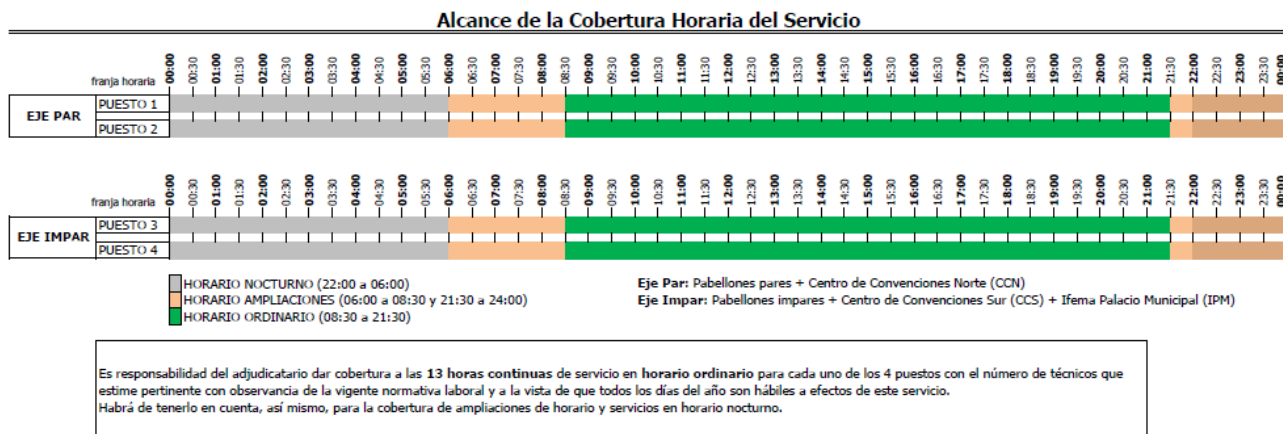 Alcance de la Cobertura Horaria del Servicio
franja horaria 00:00 00:30 01:00 01:30 02:00 02:30 03:00 03:30 04:00 04:30 05:00 05:30 06:00 06:30 07:00 07:30 08:00 08:30 09:00 09:30 10:00 10:30 11:00 11:30 12:00 12:30 13:00 13:30 14:00 14:30 15:00 15:30 16:00 16:30 17:00 17:30 18:00 18:30 19:00 19:30 20:00 20:30 21:00 21:30 22:00 22:30 23:00 23:30 00:00
EJE PAR
PUESTO 1
PUESTO 2
franja horaria 00:00 00:30 01:00 01:30 02:00 02:30 03:00 03:30 04:00 04:30 05:00 05:30 06:00 06:30 07:00 07:30 08:00 08:30 09:00 09:30 10:00 10:30 11:00 11:30 12:00 12:30 13:00 13:30 14:00 14:30 15:00 15:30 16:00 16:30 17:00 17:30 18:00 18:30 19:00 19:30 20:00 20:30 21:00 21:30 22:00 22:30 23:00 23:30 00:00
EJE IMPAR
PUESTO 3
PUESTO 4
HORARIO NOCTURNO (22:00 a 06:00)
HORARIO AMPLIACIONES (06:00 a 08:30 y 21:30 a 24:00)
HORARIO ORDINARIO (08:30 a 21:30)
Eje Par: Pabellones pares + Centro de Convenciones Norte (CCN)
Eje Impar: Pabellones impares + Centro de Convenciones Sur (CCS) + Ifema Palacio Municipal (IPM)
Es responsabilidad del adjudicatario dar cobertura a las 13 horas continuas de servicio en horario ordinario para cada uno de los 4 puestos con el número de técnicos que
estime pertinente con observancia de la vigente normativa laboral y a la vista de que todos los días del año son hábiles a efectos de este servicio.
Habrá de tenerlo en cuenta, así mismo, para la cobertura de ampliaciones de horario y servicios en horario nocturno.